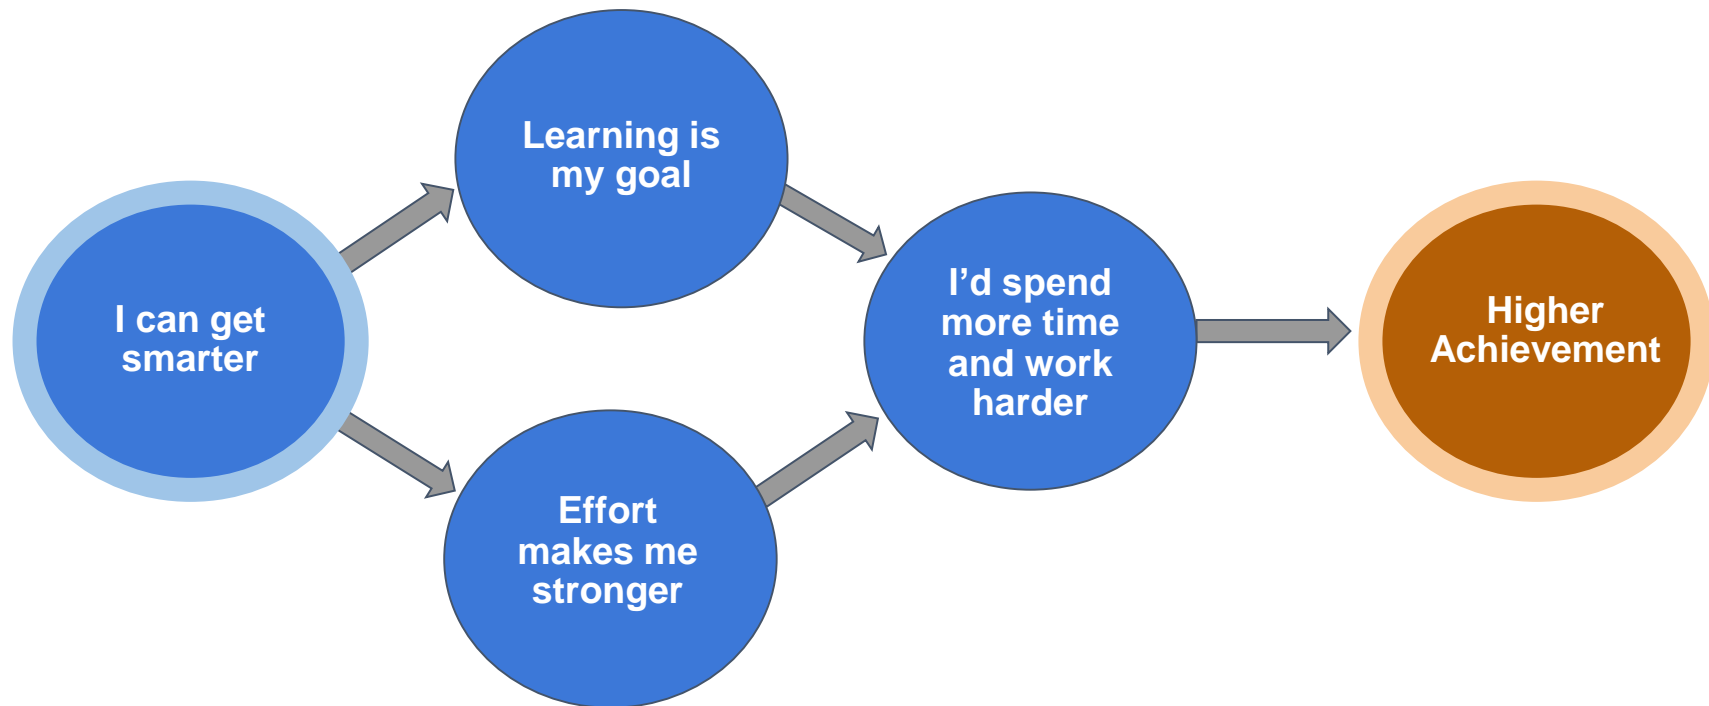 I can get
smarter
Learning is
my goal
Effort
makes me
stronger
I’d spend
more time
and work
harder
Higher
Achievement